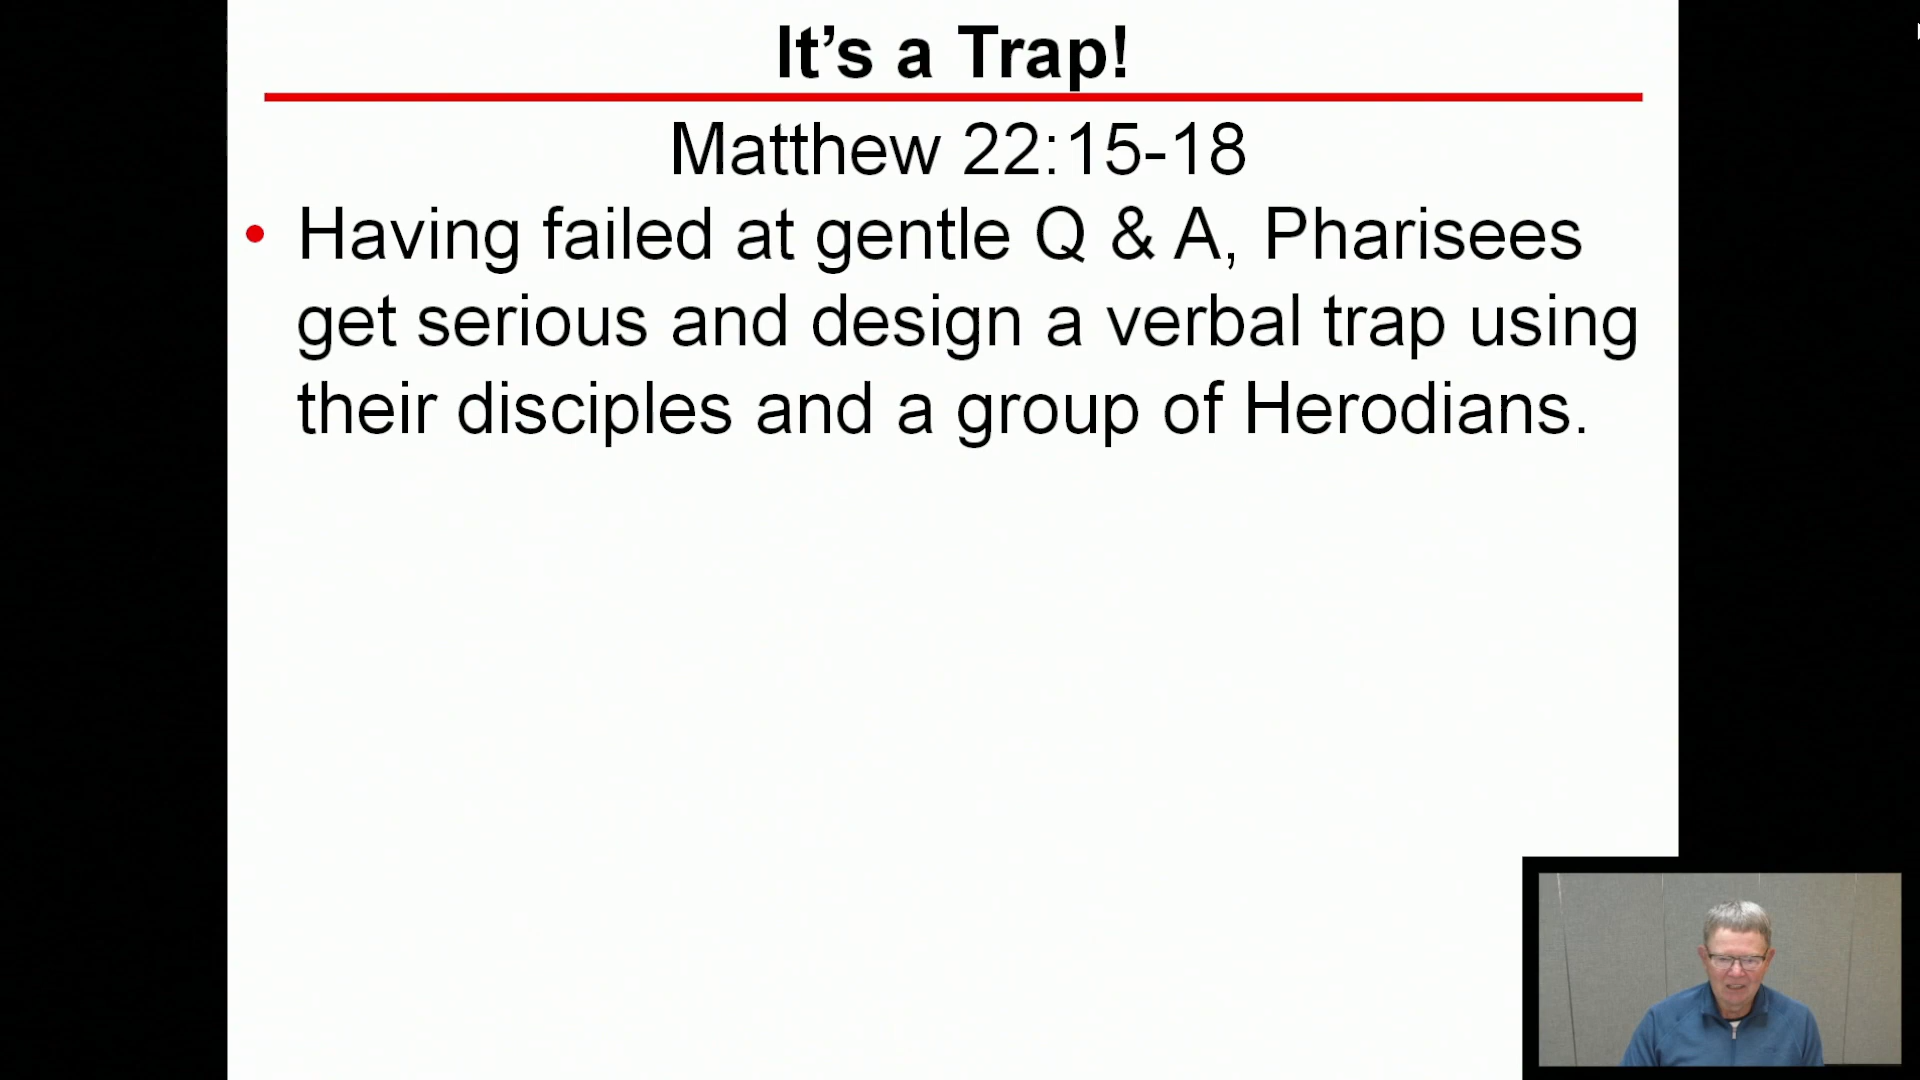 It’s a Trap!
Matthew 22:15-18
• Having failed at gentle Q & A, Pharisees
get serious and design a verbal trap using
their disciples and a group of Herodians.